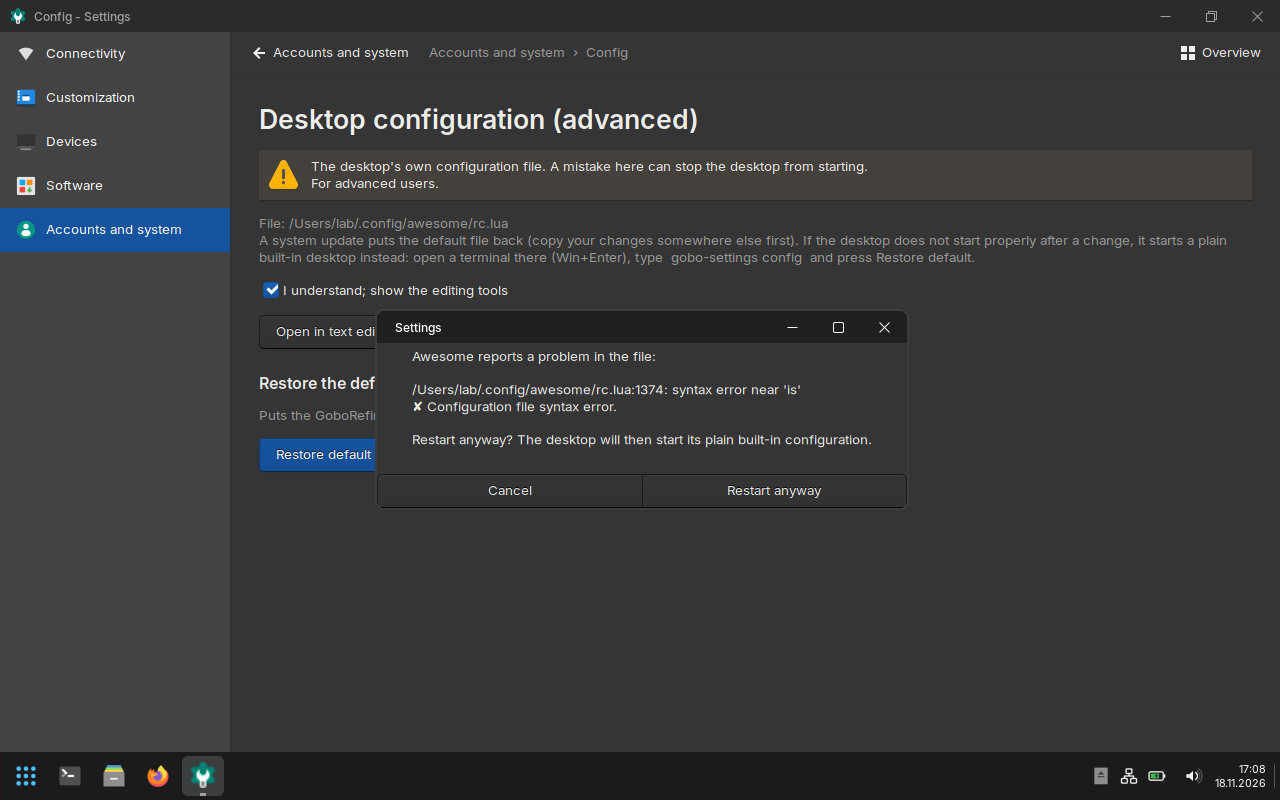 Config - Settings
Connectivity
Customization
Devices
Software
Accounts and system
Accounts and system
Accounts and system › Config
Overview
Desktop configuration (advanced)
The desktop's own configuration file. A mistake here can stop the desktop from starting.
For advanced users.
File: /Users/lab/.config/awesome/rc.lua
A system update puts the default file back (copy your changes somewhere else first). If the desktop does not start properly after a change, it starts a plain
built-in desktop instead: open a terminal there (Win+Enter), type gobo-settings config and press Restore default.
I understand; show the editing tools
Open in text edi
Restore the def
Puts the GoboRefi
Restore default
Settings
Awesome reports a problem in the file:
/Users/lab/.config/awesome/rc.lua:1374: syntax error near 'is'
✘ Configuration file syntax error.
Restart anyway? The desktop will then start its plain built-in configuration.
Cancel
Restart anyway
17:08
18.11.2026